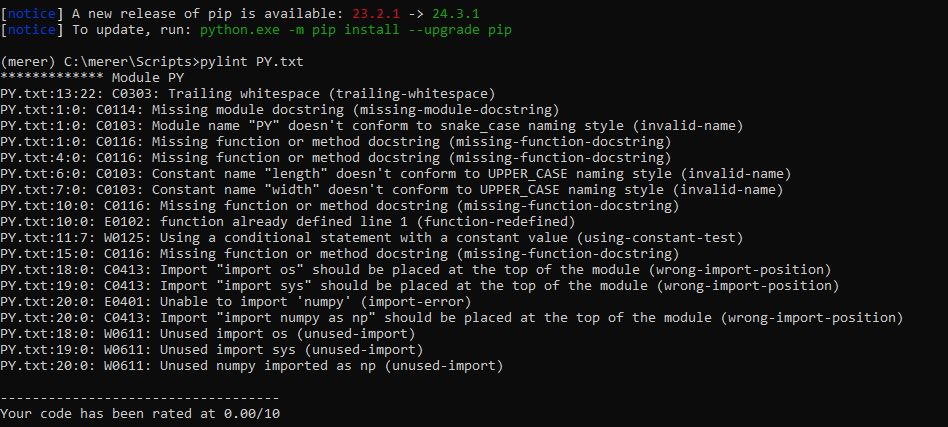 [notice] A new release of pip is available: 23.2.1 -> 24.3.1
[notice] To update, run: python.exe -m pip install --upgrade pip
(merer) C:\merer\Scripts>pylint PY.txt
************* Module PY
PY.txt:13:22: C0303: Trailing whitespace (trailing-whitespace)
PY.txt:1:0: C0114: Missing module docstring (missing-module-docstring)
PY.txt:1:0: C0103: Module name "PY" doesn't conform to snake_case naming style (invalid-name)
PY.txt:1:0: C0116: Missing function or method docstring (missing-function-docstring)
PY.txt:4:0: C0116: Missing function or method docstring (missing-function-docstring)
PY.txt:6:0: C0103: Constant name "length" doesn't conform to UPPER_CASE naming style (invalid-name)
PY.txt:7:0: C0103: Constant name "width" doesn't conform to UPPER_CASE naming style (invalid-name)
PY.txt:10:0: C0116: Missing function or method docstring (missing-function-docstring)
PY.txt:10:0: E0102: function already defined line 1 (function-redefined)
PY.txt:11:7: W0125: Using a conditional statement with a constant value (using-constant-test)
PY.txt:15:0: C0116: Missing function or method docstring (missing-function-docstring)
PY.txt:18:0: C0413: Import "import os" should be placed at the top of the module (wrong-import-position)
PY.txt:19:0: C0413: Import "import sys" should be placed at the top of the module (wrong-import-position)
PY.txt:20:0: E0401: Unable to import 'numpy' (import-error)
PY.txt:20:0: C0413: Import "import numpy as np" should be placed at the top of the module (wrong-import-position)
PY.txt:18:0: W0611: Unused import os (unused-import)
PY.txt:19:0: W0611: Unused import sys (unused-import)
PY.txt:20:0: W0611: Unused numpy imported as np (unused-import)
-----------------------------------
Your code has been rated at 0.00/10